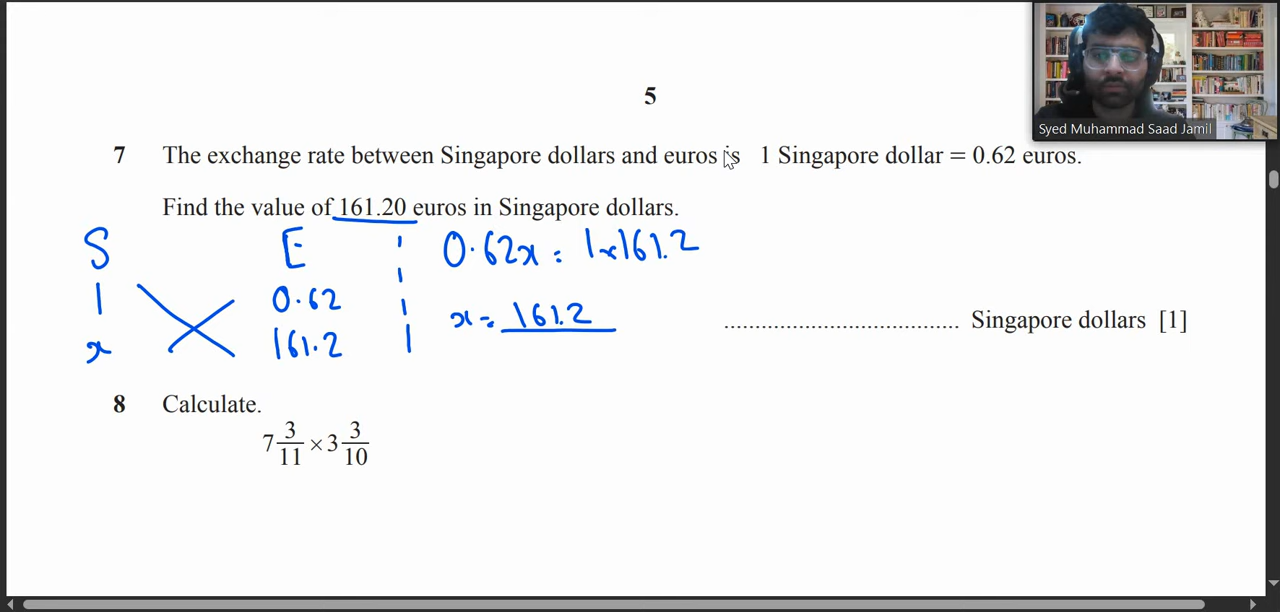 Syed Muhammad Saad Jamil
5
7 The exchange rate between Singapore dollars and euros is 1 Singapore dollar = 0.62 euros.
Find the value of 161.20 euros in Singapore dollars.
S E 0.62x = 1×161.2
1 0.62
x = 161.2
x 161.2
.................................. Singapore dollars [1]
8 Calculate.
7 3/11 × 3 3/10